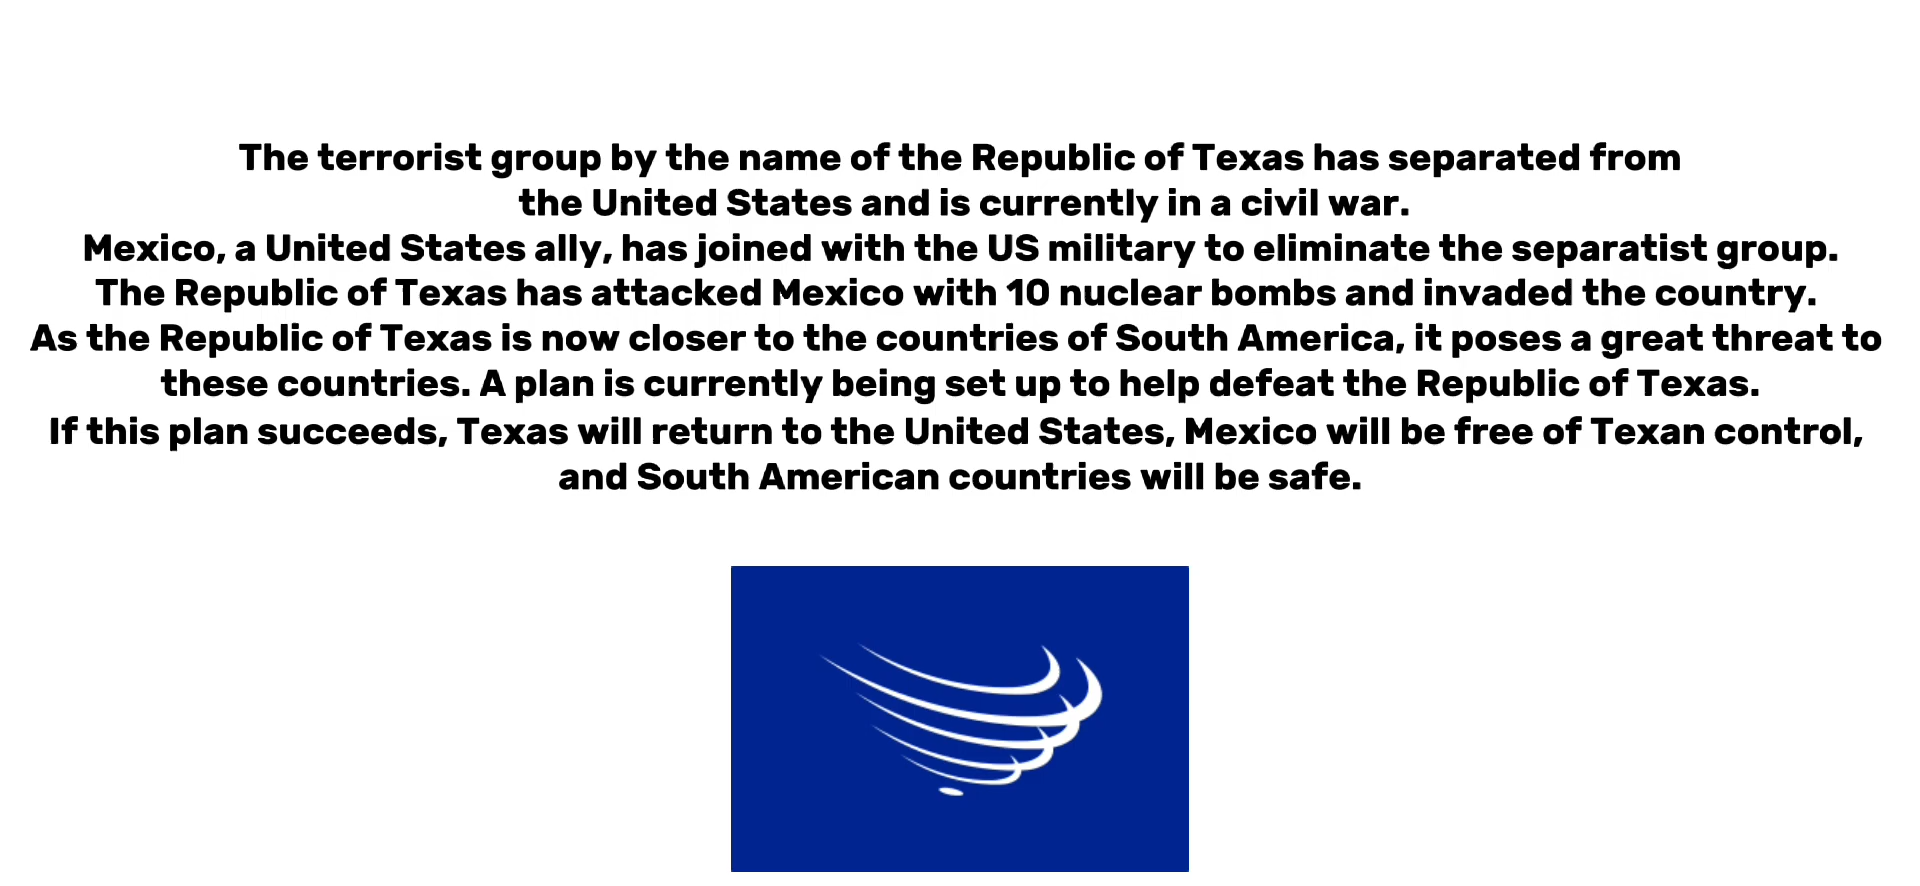 The terrorist group by the name of the Republic of Texas has separated from
the United States and is currently in a civil war.
Mexico, a United States ally, has joined with the US military to eliminate the separatist group.
The Republic of Texas has attacked Mexico with 10 nuclear bombs and invaded the country.
As the Republic of Texas is now closer to the countries of South America, it poses a great threat to
these countries. A plan is currently being set up to help defeat the Republic of Texas.
If this plan succeeds, Texas will return to the United States, Mexico will be free of Texan control,
and South American countries will be safe.